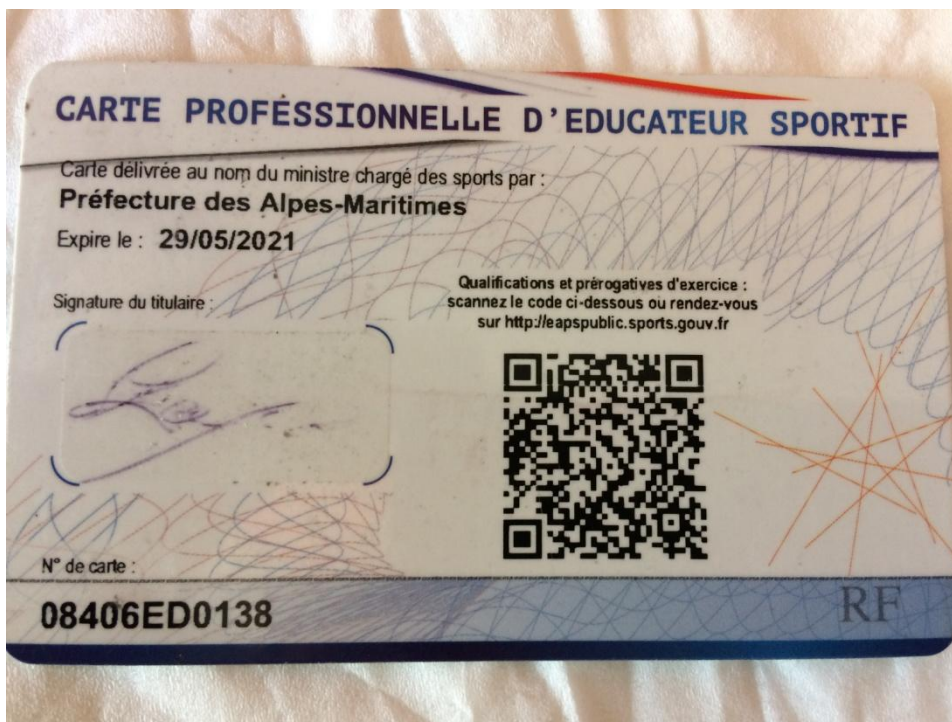 CARTE PROFESSIONNELLE D'EDUCATEUR SPORTIF
Carte délivrée au nom du ministre chargé des sports par :
Préfecture des Alpes-Maritimes
Expire le : 29/05/2021
Signature du titulaire :
Qualifications et prérogatives d'exercice :
scannez le code ci-dessous ou rendez-vous
sur http://eapspublic.sports.gouv.fr
N° de carte :
08406ED0138
RF